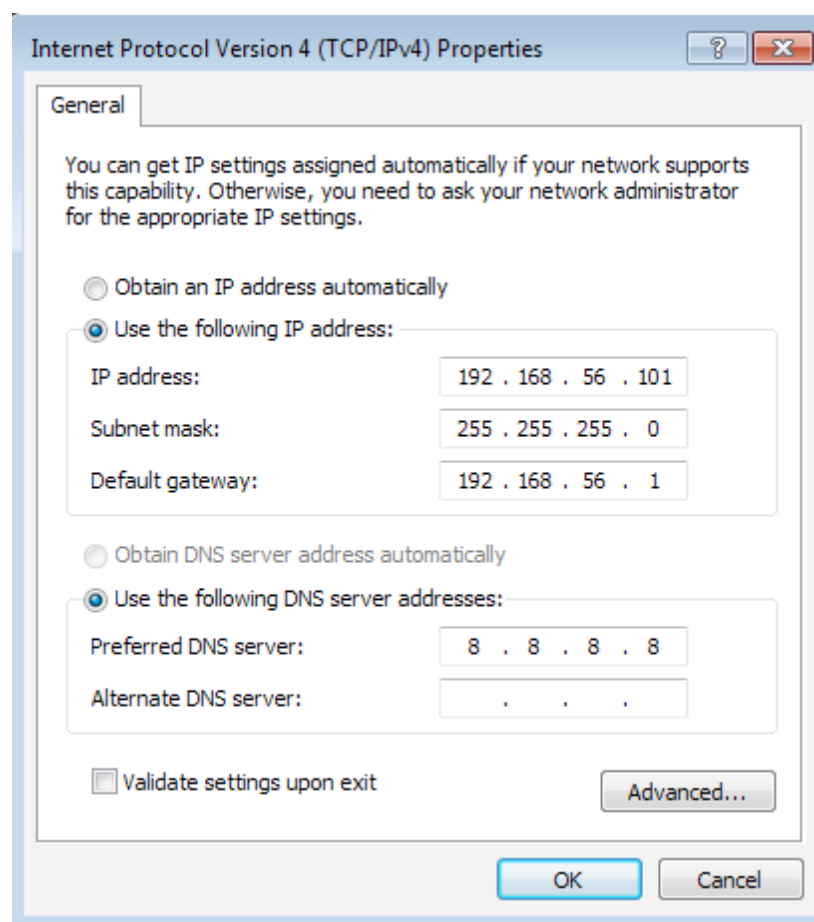 Internet Protocol Version 4 (TCP/IPv4) Properties
General
You can get IP settings assigned automatically if your network supports
this capability. Otherwise, you need to ask your network administrator
for the appropriate IP settings.
Obtain an IP address automatically
Use the following IP address:
IP address: 192 . 168 . 56 . 101
Subnet mask: 255 . 255 . 255 . 0
Default gateway: 192 . 168 . 56 . 1
Obtain DNS server address automatically
Use the following DNS server addresses:
Preferred DNS server: 8 . 8 . 8 . 8
Alternate DNS server: . . .
Validate settings upon exit
Advanced...
OK Cancel